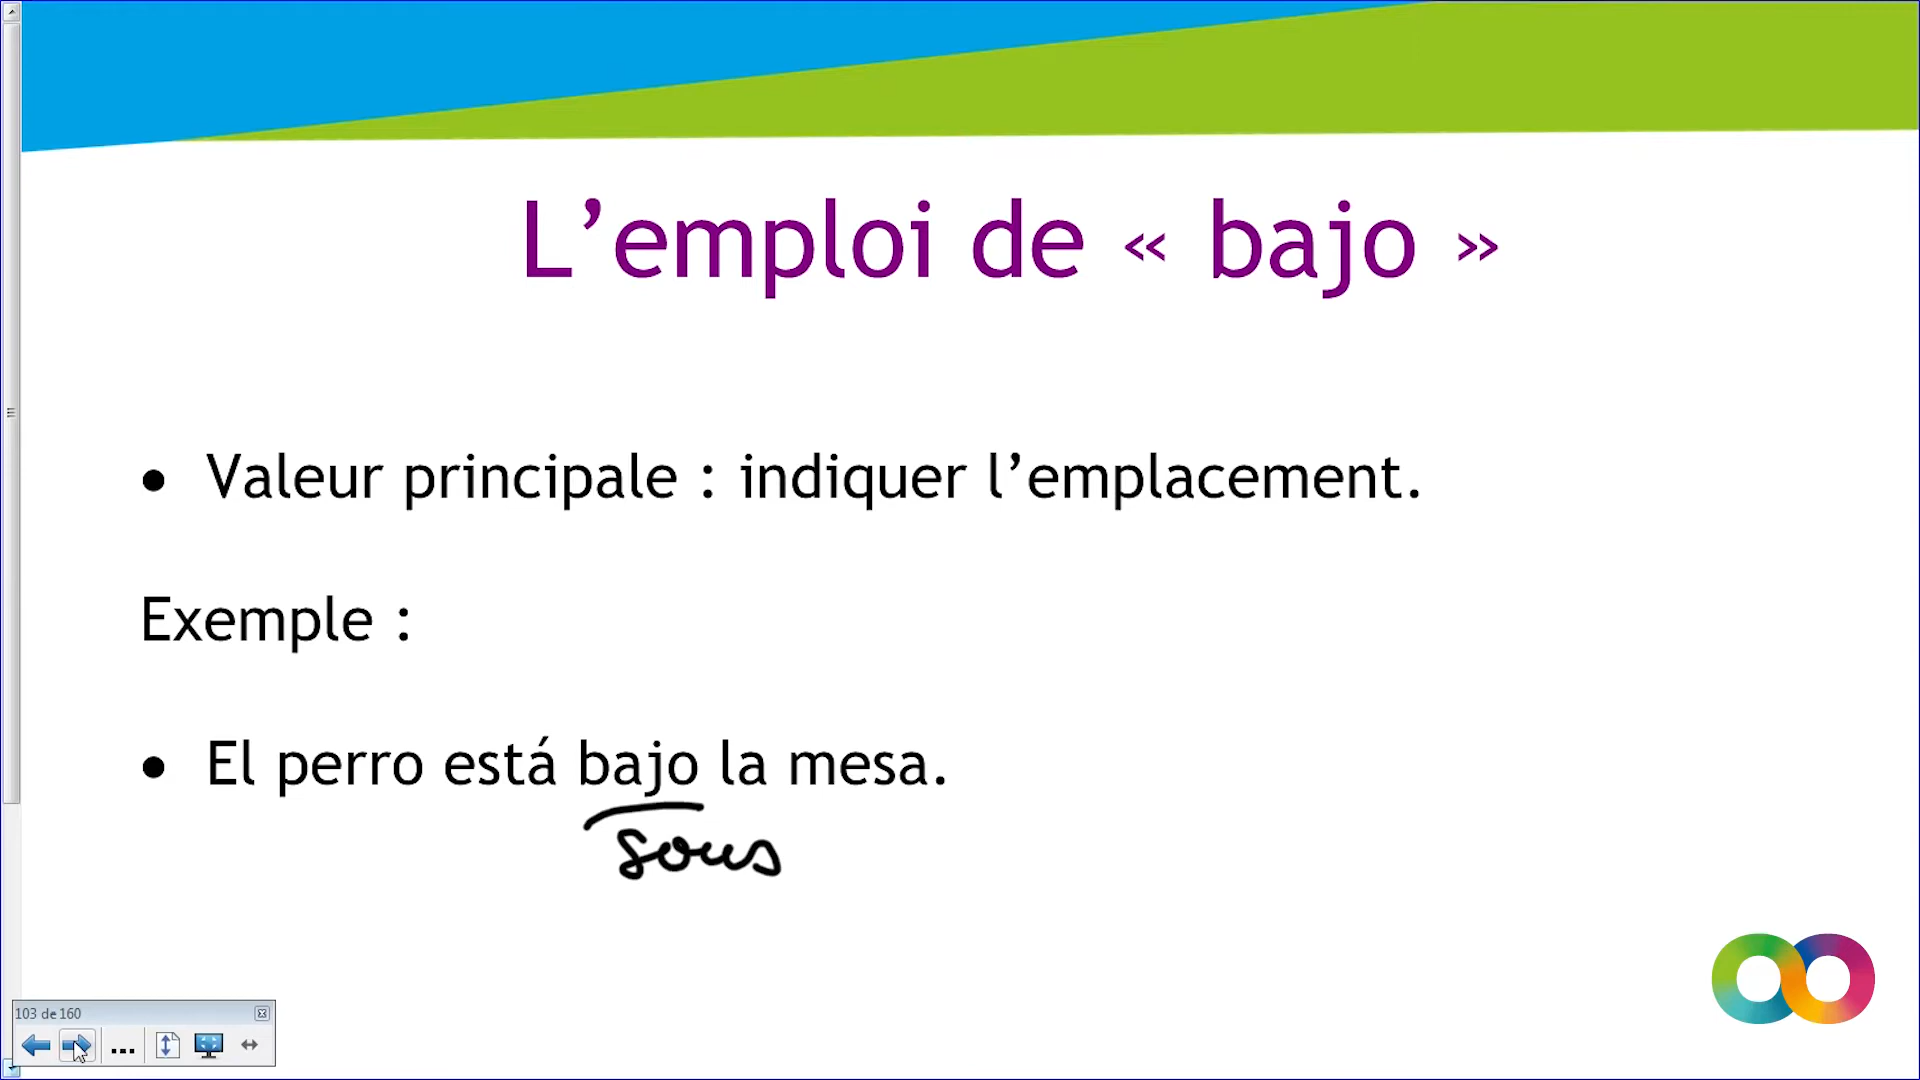 L’emploi de « bajo »
• Valeur principale : indiquer l’emplacement.
Exemple :
• El perro está bajo la mesa.
sous
103 de 160